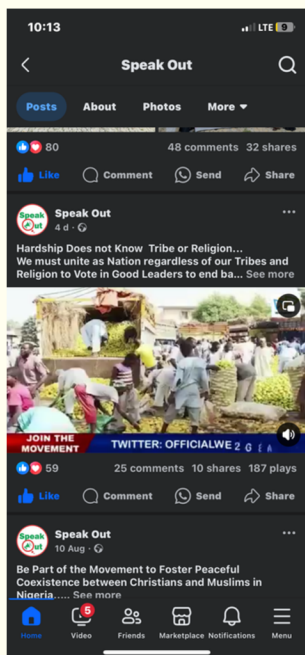 10:13
LTE 9
Speak Out
Posts About Photos More
80 48 comments 32 shares
Like Comment Send Share
Speak Out
Speak Out
4 d
Hardship Does not Know Tribe or Religion...
We must unite as Nation regardless of our Tribes and
Religion to Vote in Good Leaders to end ba... See more
JOIN THE
MOVEMENT
TWITTER: OFFICIALWE 2 G
59 25 comments 10 shares 187 plays
Like Comment Send Share
Speak Out
Speak Out
10 Aug
Be Part of the Movement to Foster Peaceful
Coexistence between Christians and Muslims in
Nigeria..... See more
5
Home Video Friends Marketplace Notifications Menu